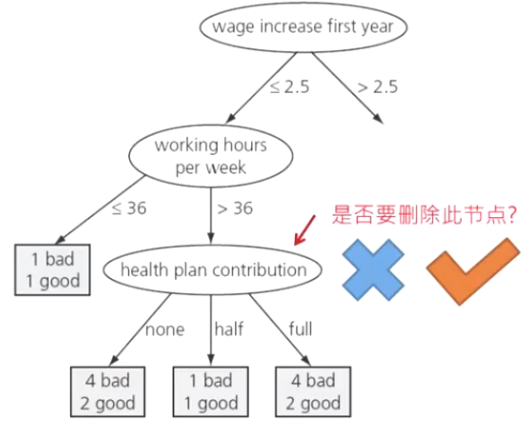 wage increase first year
≤ 2.5
> 2.5
working hours
per week
≤ 36
> 36
是否要删除此节点?
1 bad
1 good
health plan contribution
none
half
full
4 bad
2 good
1 bad
1 good
4 bad
2 good